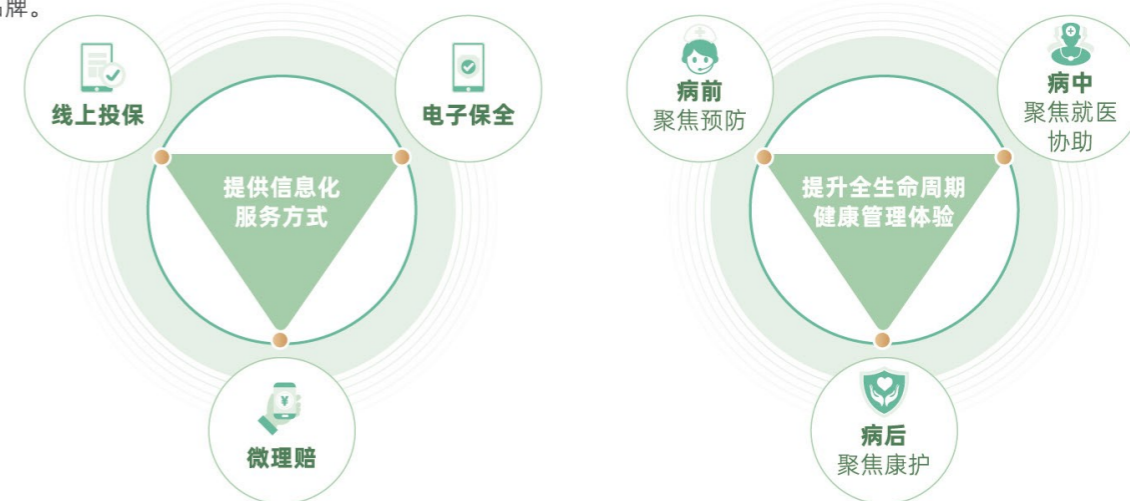 品牌。
线上投保
电子保全
提供信息化
服务方式
微理赔
病前
聚焦预防
病中
聚焦就医
协助
提升全生命周期
健康管理体验
病后
聚焦康护